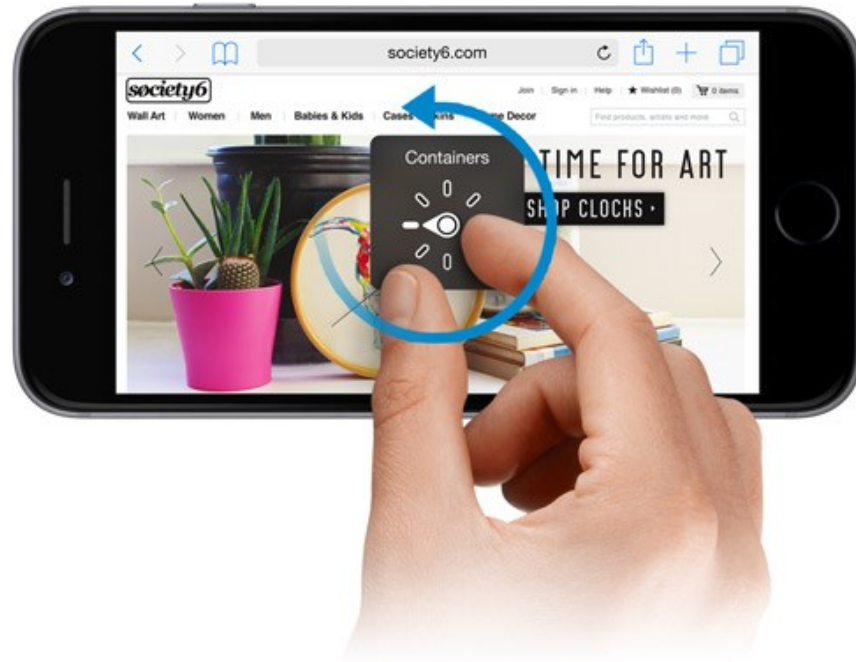 society6.com
society6
Join Sign in Help ★ Wishlist (0) 0 items
Wall Art Women Men Babies & Kids Cases Decor
Find products, artists and more
Containers
TIME FOR ART
SHOP CLOCKS